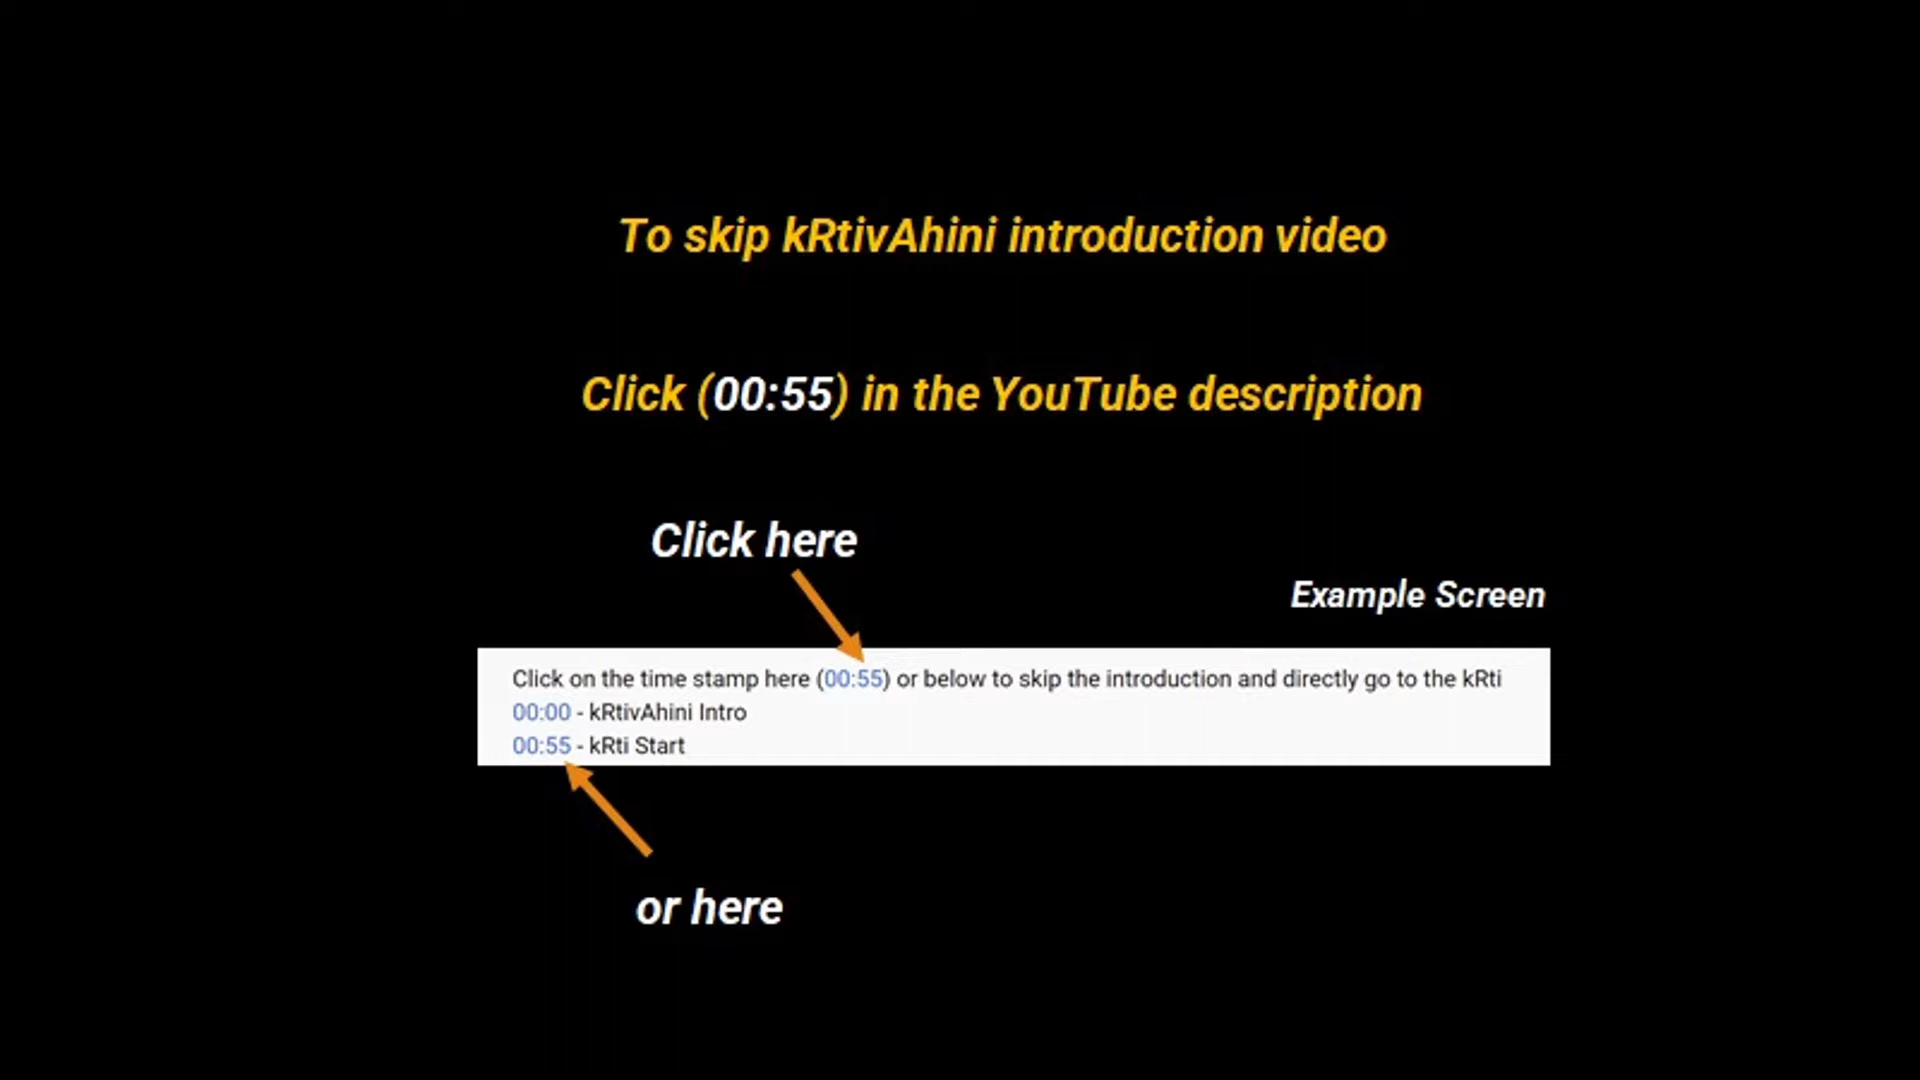 To skip kRtivAhini introduction video
Click (00:55) in the YouTube description
Click here
Example Screen
Click on the time stamp here (00:55) or below to skip the introduction and directly go to the kRti
00:00 - kRtivAhini Intro
00:55 - kRti Start
or here